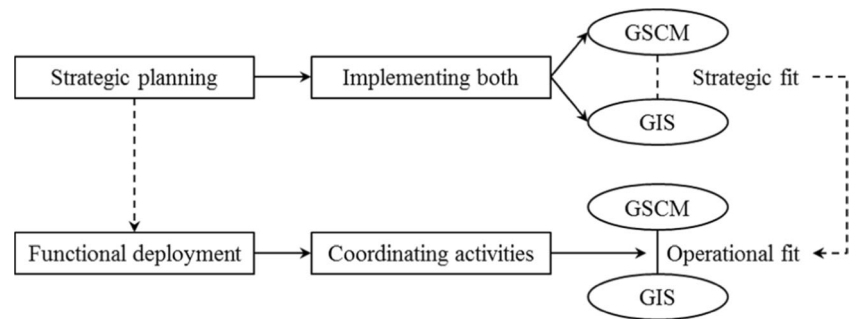 GSCM
Strategic planning
Implementing both
Strategic fit
GIS
GSCM
Functional deployment
Coordinating activities
Operational fit
GIS